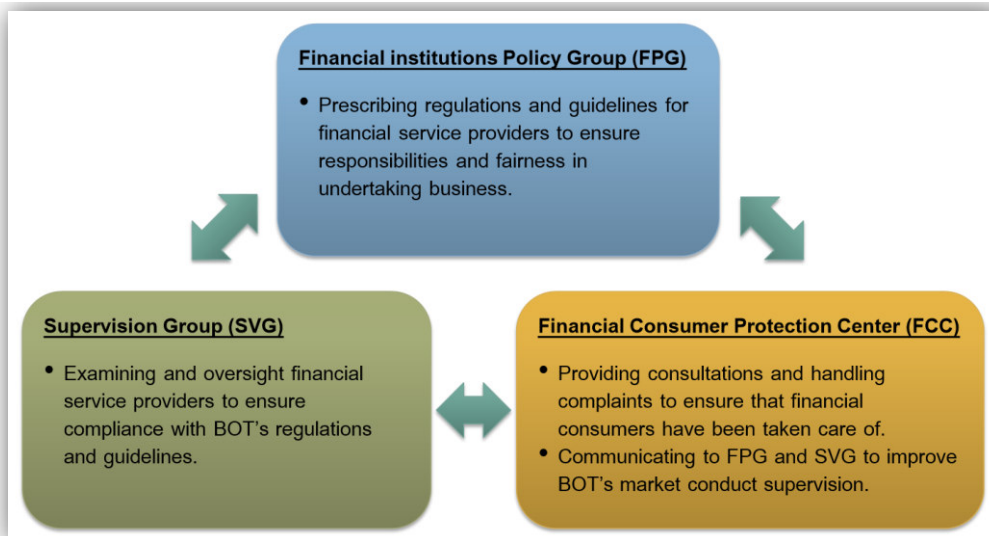 Financial institutions Policy Group (FPG)
• Prescribing regulations and guidelines for
financial service providers to ensure
responsibilities and fairness in
undertaking business.
Supervision Group (SVG)
• Examining and oversight financial
service providers to ensure
compliance with BOT's regulations
and guidelines.
Financial Consumer Protection Center (FCC)
• Providing consultations and handling
complaints to ensure that financial
consumers have been taken care of.
• Communicating to FPG and SVG to improve
BOT's market conduct supervision.